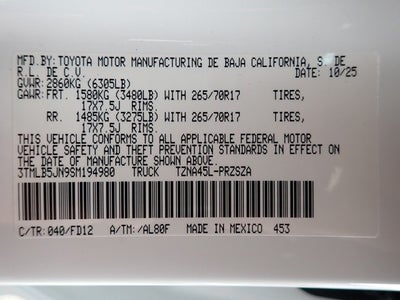 MFD.BY:TOYOTA MOTOR MANUFACTURING DE BAJA CALIFORNIA, S. DE
R.L. DE C.V. DATE: 10/25
GVWR: 2860KG (6305LB)
GAWR: FRT. 1580KG (3480LB) WITH 265/70R17 TIRES,
17X7.5J RIMS,
RR. 1485KG (3275LB) WITH 265/70R17 TIRES,
17X7.5J RIMS.
THIS VEHICLE CONFORMS TO ALL APPLICABLE FEDERAL MOTOR
VEHICLE SAFETY AND THEFT PREVENTION STANDARDS IN EFFECT ON
THE DATE OF MANUFACTURE SHOWN ABOVE.
3TMLB5JN9SM194980 TRUCK TZNA45L-PRZSZA
C/TR: 040/FD12 A/TM: /AL80F MADE IN MEXICO 453